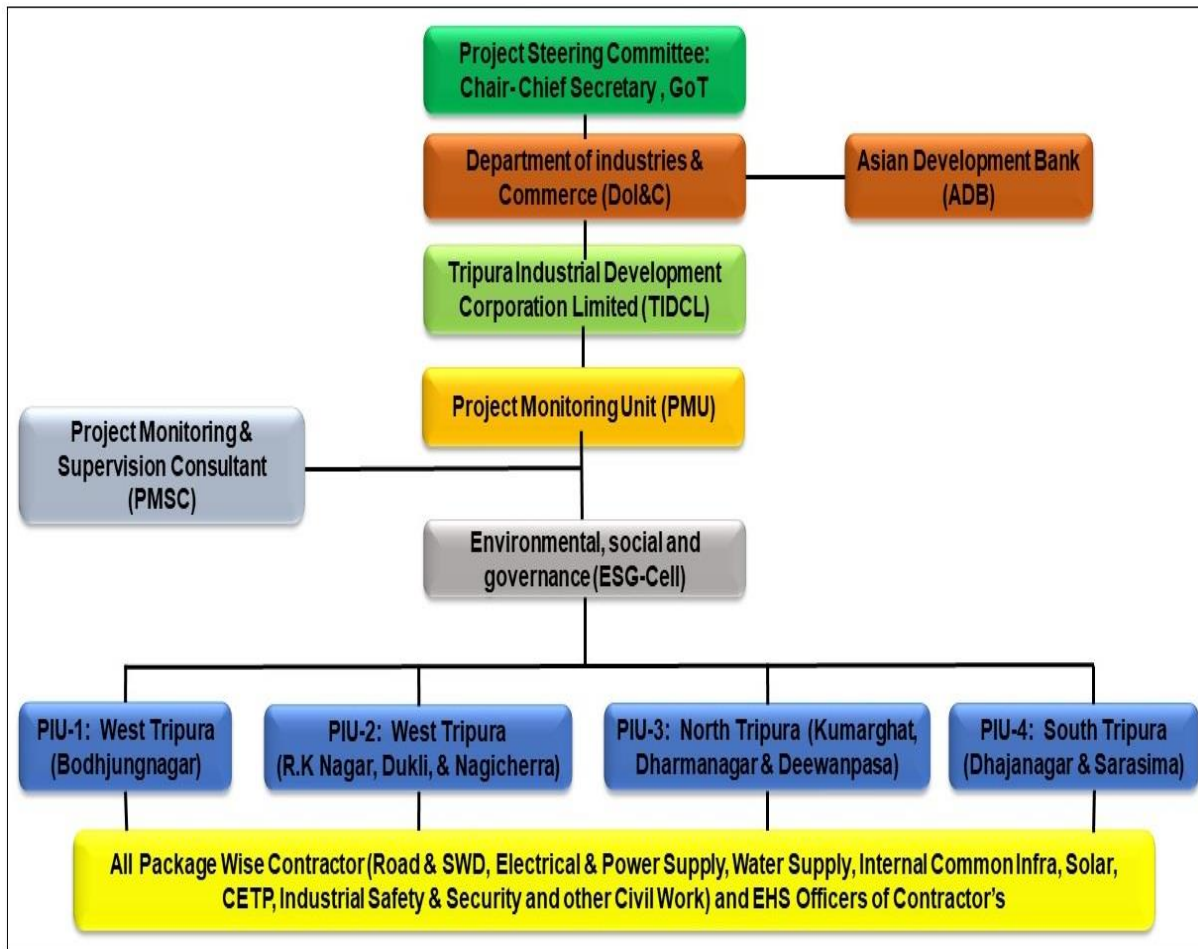 Project Steering Committee:
Chair- Chief Secretary , GoT
Department of industries &
Commerce (DoI&C)
Asian Development Bank
(ADB)
Tripura Industrial Development
Corporation Limited (TIDCL)
Project Monitoring Unit (PMU)
Project Monitoring &
Supervision Consultant
(PMSC)
Environmental, social and
governance (ESG-Cell)
PIU-1: West Tripura
(Bodhjungnagar)
PIU-2: West Tripura
(R.K Nagar, Dukli, & Nagicherra)
PIU-3: North Tripura (Kumarghat,
Dharmanagar & Deewanpasa)
PIU-4: South Tripura
(Dhajanagar & Sarasima)
All Package Wise Contractor (Road & SWD, Electrical & Power Supply, Water Supply, Internal Common Infra, Solar,
CETP, Industrial Safety & Security and other Civil Work) and EHS Officers of Contractor's